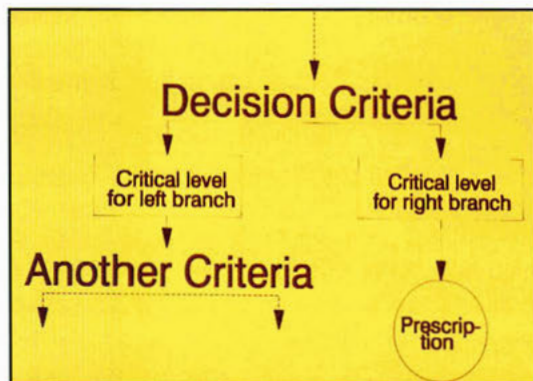 Decision Criteria
Critical level
for left branch
Critical level
for right branch
Another Criteria
Prescrip-
tion